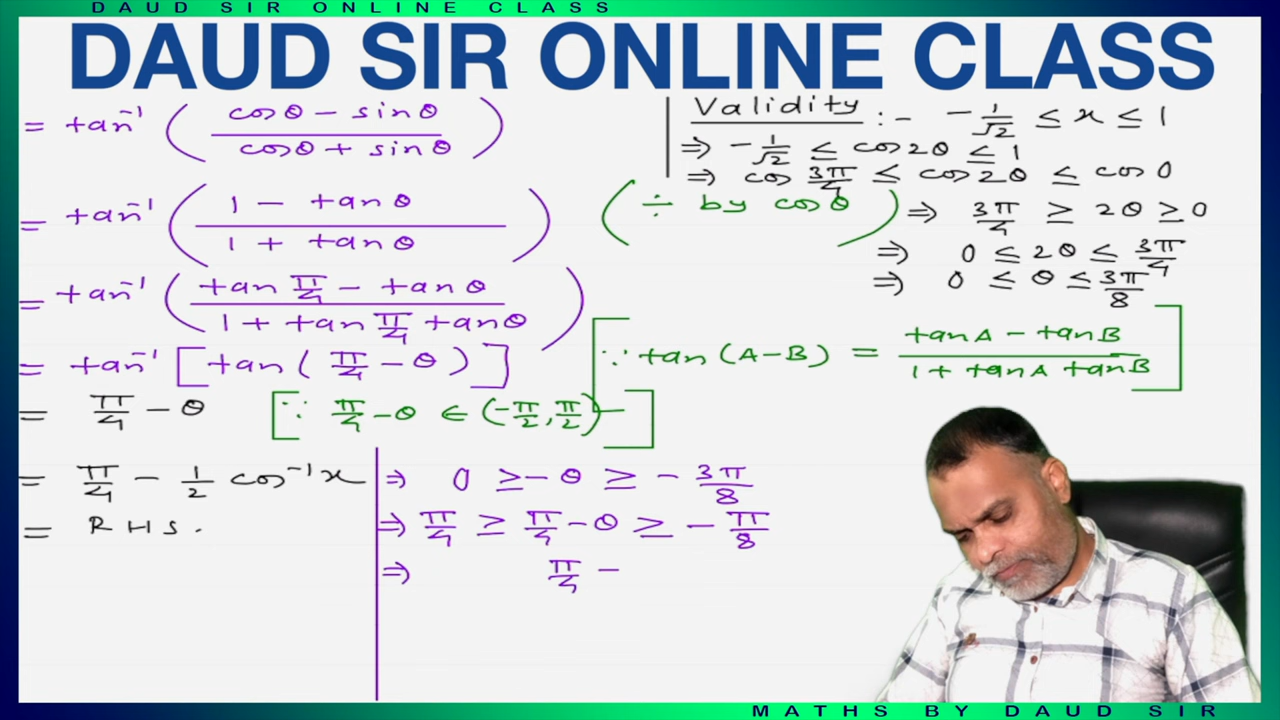 DAUD SIR ONLINE CLASS
DAUD SIR ONLINE CLASS
= tan⁻¹ ( (cosθ − sinθ) / (cosθ + sinθ) )
= tan⁻¹ ( (1 − tanθ) / (1 + tanθ) ) (÷ by cosθ)
= tan⁻¹ ( (tan π/4 − tanθ) / (1 + tan π/4 tanθ) )
= tan⁻¹ [ tan ( π/4 − θ ) ] [ ∵ tan (A−B) = (tanA − tanB) / (1 + tanA tanB) ]
= π/4 − θ [ ∵ π/4 − θ ∈ (−π/2, π/2) ]
= π/4 − 1/2 cos⁻¹x
= RHS.
Validity :- −1/√2 ≤ x ≤ 1
⇒ −1/√2 ≤ cos2θ ≤ 1
⇒ cos 3π/4 ≤ cos2θ ≤ cos 0
⇒ 3π/4 ≥ 2θ ≥ 0
⇒ 0 ≤ 2θ ≤ 3π/4
⇒ 0 ≤ θ ≤ 3π/8
⇒ 0 ≥ −θ ≥ −3π/8
⇒ π/4 ≥ π/4 − θ ≥ −π/8
⇒ π/4 −
MATHS BY DAUD SIR